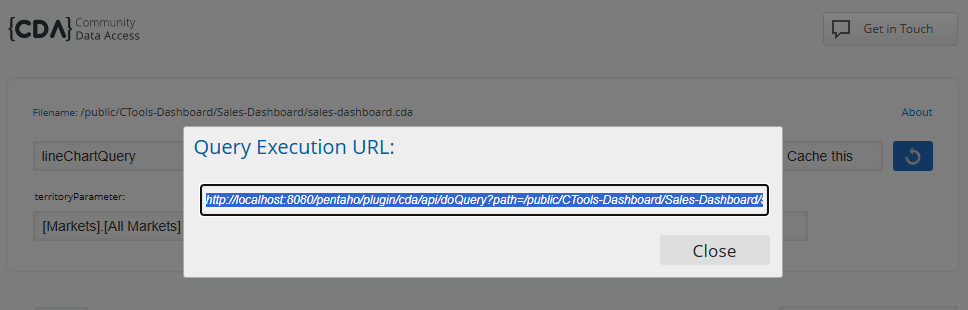 {CDA} Community
Data Access
Get in Touch
Filename: /public/CTools-Dashboard/Sales-Dashboard/sales-dashboard.cda
About
Query Execution URL:
lineChartQuery
Cache this
http://localhost:8080/pentaho/plugin/cda/api/doQuery?path=/public/CTools-Dashboard/Sales-Dashboard/s
territoryParameter:
[Markets].[All Markets]
Close